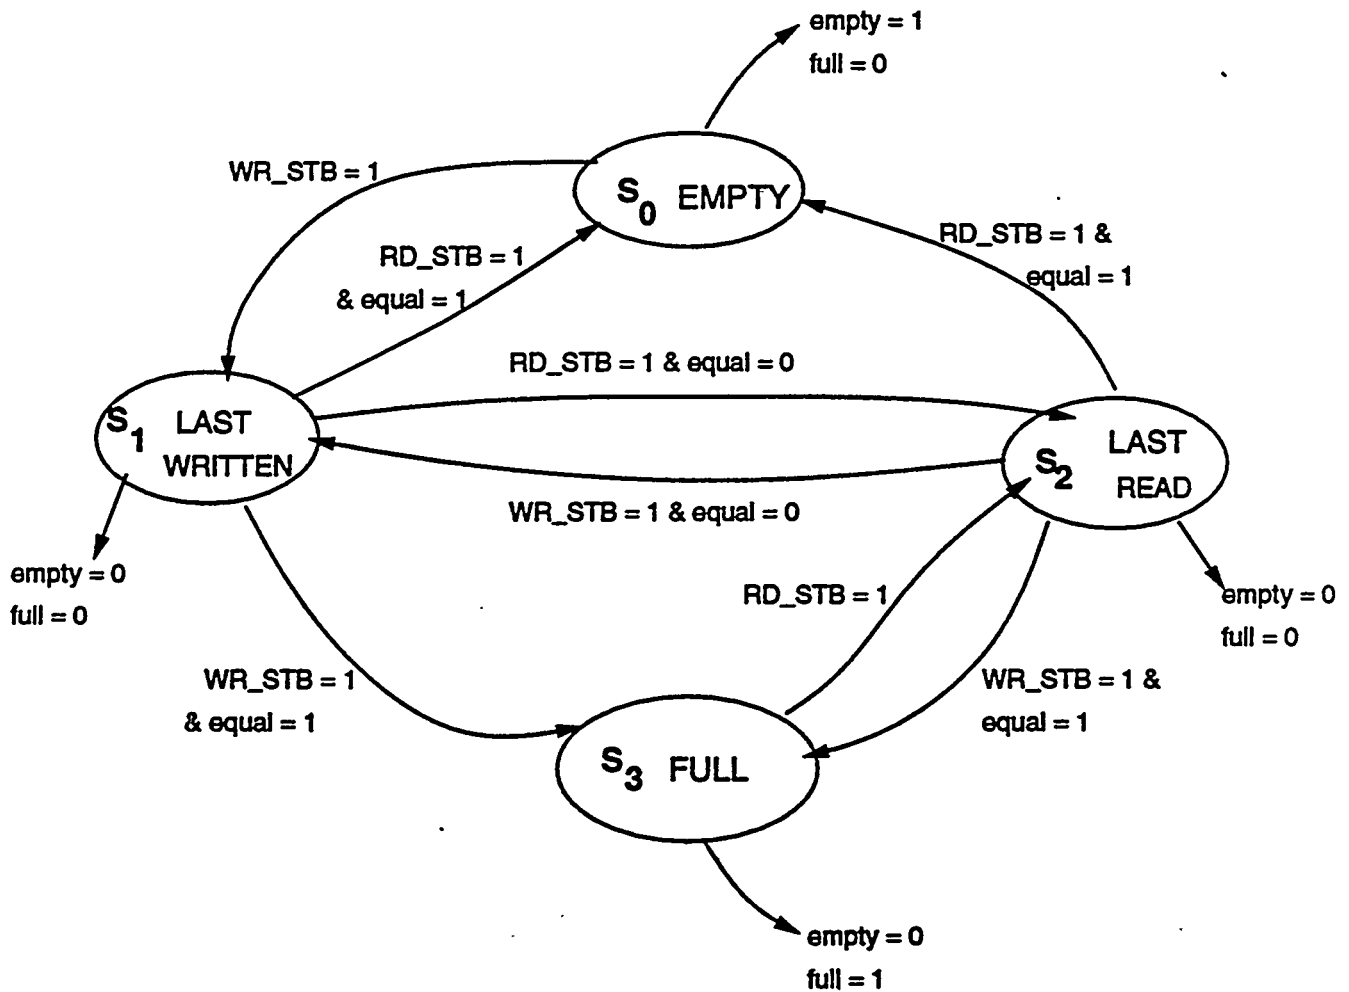 empty = 1
full = 0
WR_STB = 1
S0 EMPTY
RD_STB = 1
& equal = 1
RD_STB = 1 &
equal = 1
RD_STB = 1 & equal = 0
S1 LAST
WRITTEN
S2 LAST
READ
WR_STB = 1 & equal = 0
empty = 0
full = 0
RD_STB = 1
empty = 0
full = 0
WR_STB = 1
& equal = 1
WR_STB = 1 &
equal = 1
S3 FULL
empty = 0
full = 1